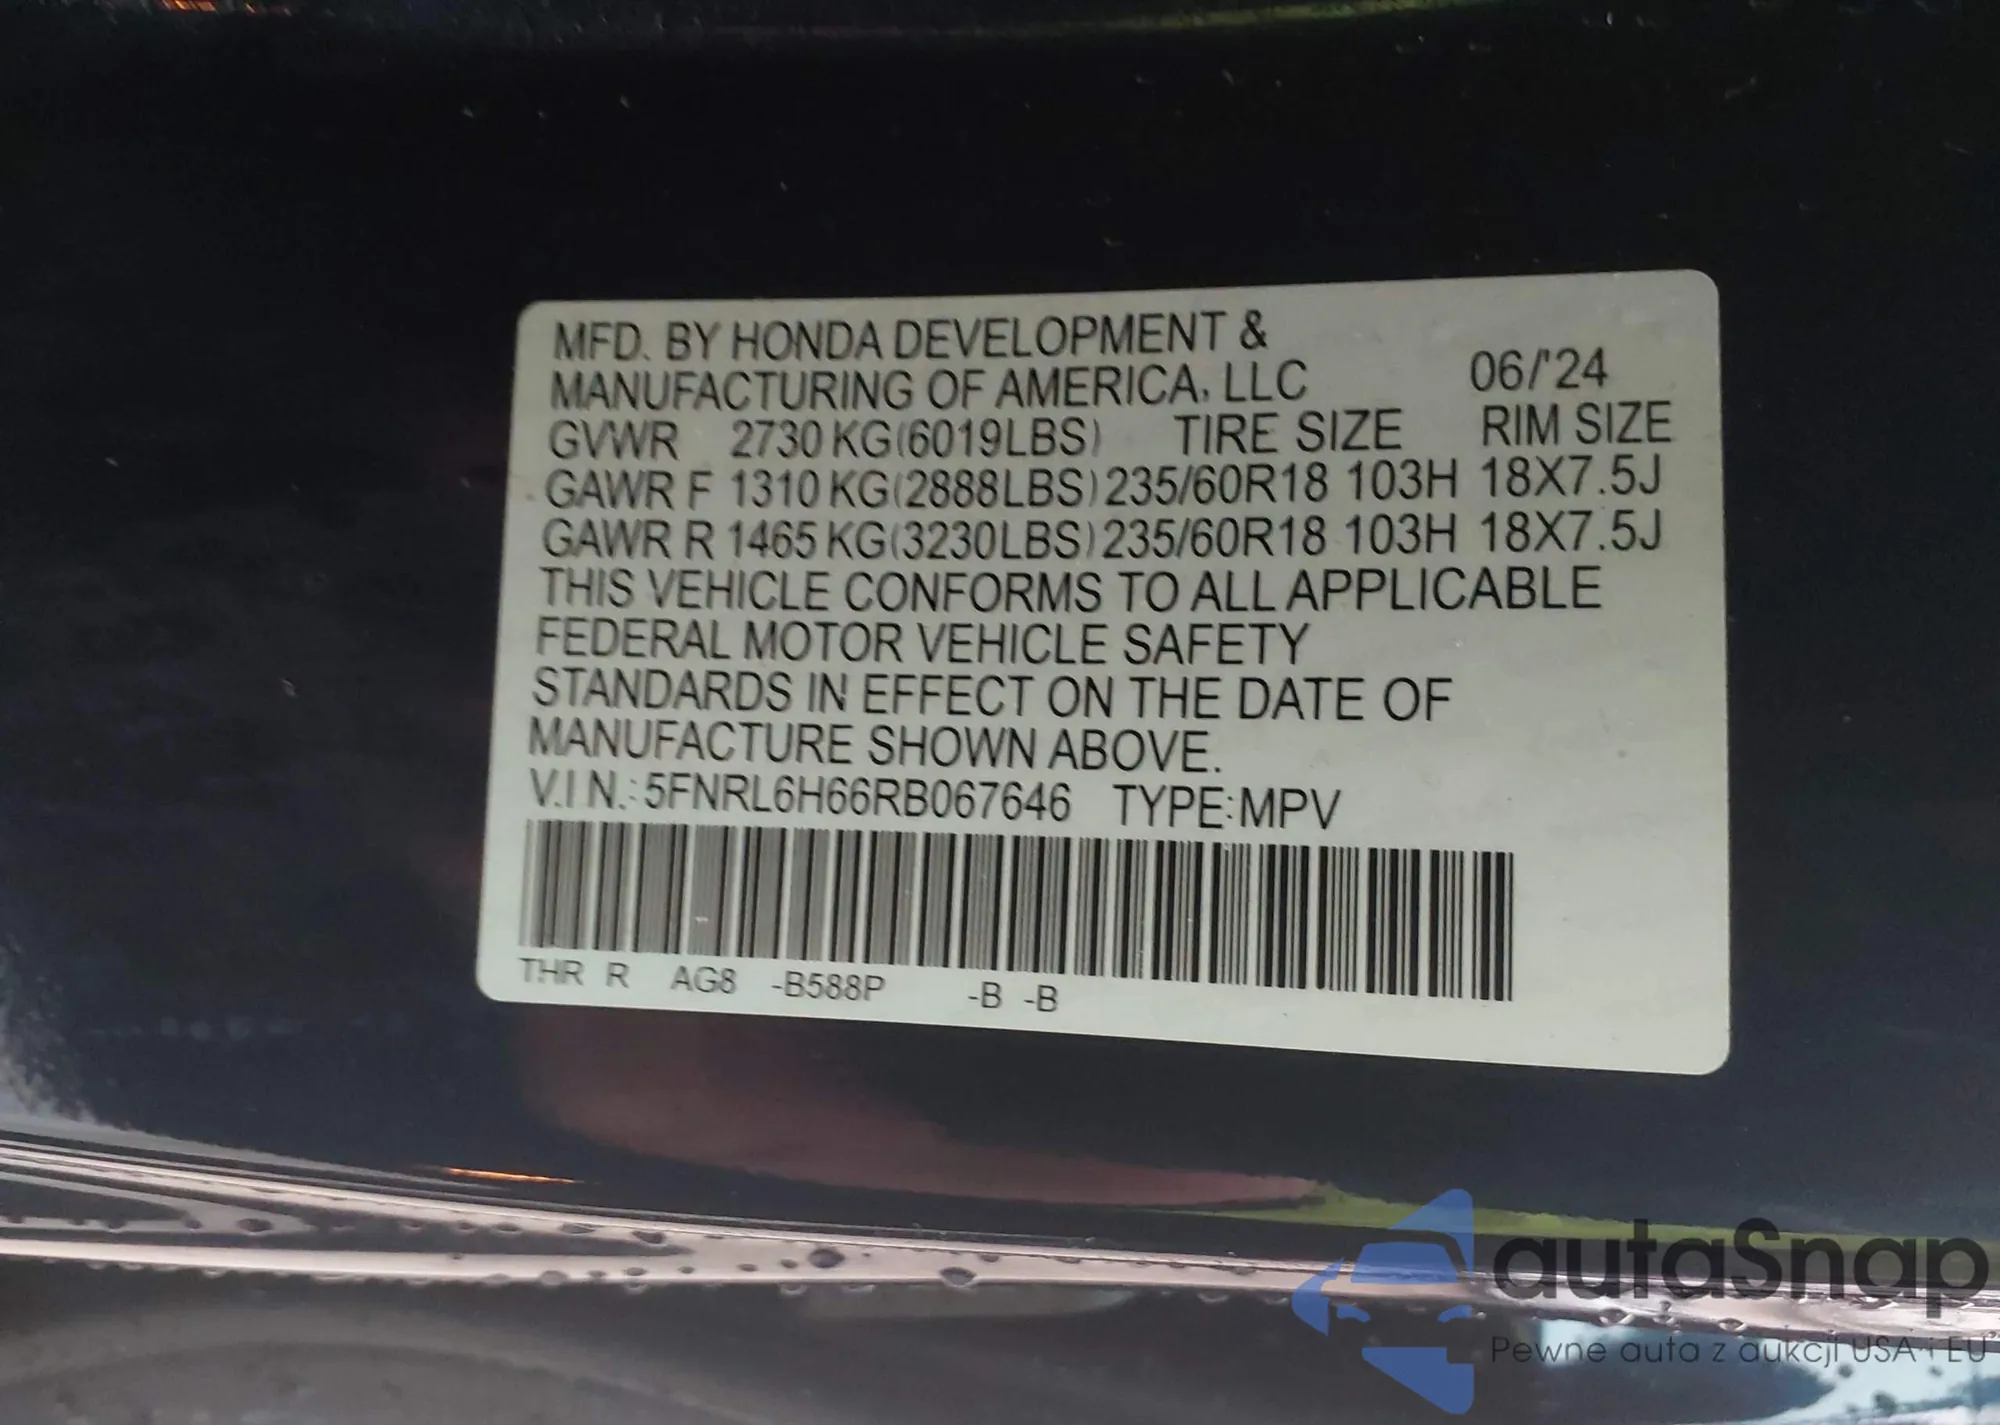 MFD. BY HONDA DEVELOPMENT &
MANUFACTURING OF AMERICA, LLC 06/'24
GVWR 2730 KG(6019LBS) TIRE SIZE RIM SIZE
GAWR F 1310 KG(2888LBS) 235/60R18 103H 18X7.5J
GAWR R 1465 KG(3230LBS) 235/60R18 103H 18X7.5J
THIS VEHICLE CONFORMS TO ALL APPLICABLE
FEDERAL MOTOR VEHICLE SAFETY
STANDARDS IN EFFECT ON THE DATE OF
MANUFACTURE SHOWN ABOVE.
V.I.N.: 5FNRL6H66RB067646 TYPE:MPV
THR R AG8 -B588P -B -B
autaSnap
Pewne auta z aukcji USA i EU